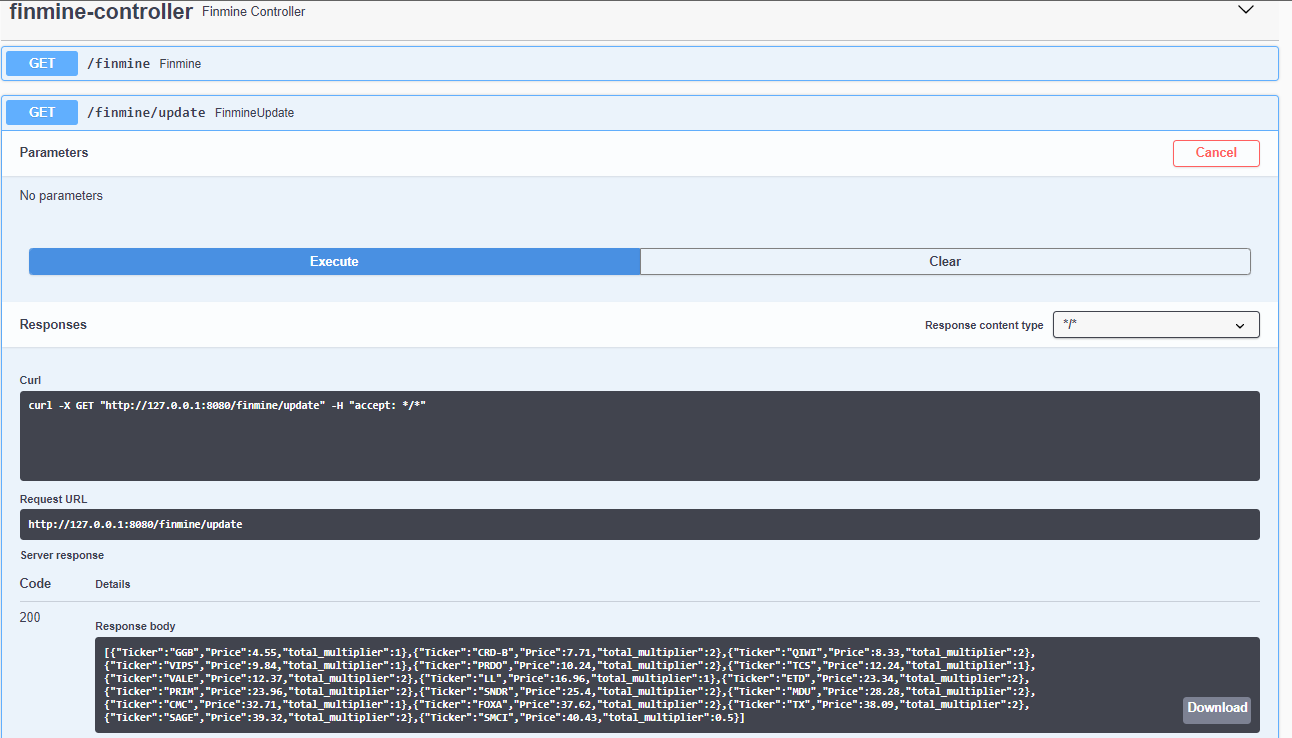 finmine-controller Finmine Controller
GET /finmine Finmine
GET /finmine/update FinmineUpdate
Parameters Cancel
No parameters
Execute Clear
Responses Response content type */*
Curl
curl -X GET "http://127.0.0.1:8080/finmine/update" -H "accept: */*"
Request URL
http://127.0.0.1:8080/finmine/update
Server response
Code Details
200
Response body
[{"Ticker":"GGB","Price":4.55,"total_multiplier":1},{"Ticker":"CRD-B","Price":7.71,"total_multiplier":2},{"Ticker":"QIWI","Price":8.33,"total_multiplier":2},
{"Ticker":"VIPS","Price":9.84,"total_multiplier":1},{"Ticker":"PRDO","Price":10.24,"total_multiplier":2},{"Ticker":"TCS","Price":12.24,"total_multiplier":1},
{"Ticker":"VALE","Price":12.37,"total_multiplier":2},{"Ticker":"LL","Price":16.96,"total_multiplier":1},{"Ticker":"ETD","Price":23.34,"total_multiplier":2},
{"Ticker":"PRIM","Price":23.96,"total_multiplier":2},{"Ticker":"SNDR","Price":25.4,"total_multiplier":2},{"Ticker":"MDU","Price":28.28,"total_multiplier":2},
{"Ticker":"CMC","Price":32.71,"total_multiplier":1},{"Ticker":"FOXA","Price":37.62,"total_multiplier":2},{"Ticker":"TX","Price":38.09,"total_multiplier":2},
{"Ticker":"SAGE","Price":39.32,"total_multiplier":2},{"Ticker":"SMCI","Price":40.43,"total_multiplier":0.5}]
Download